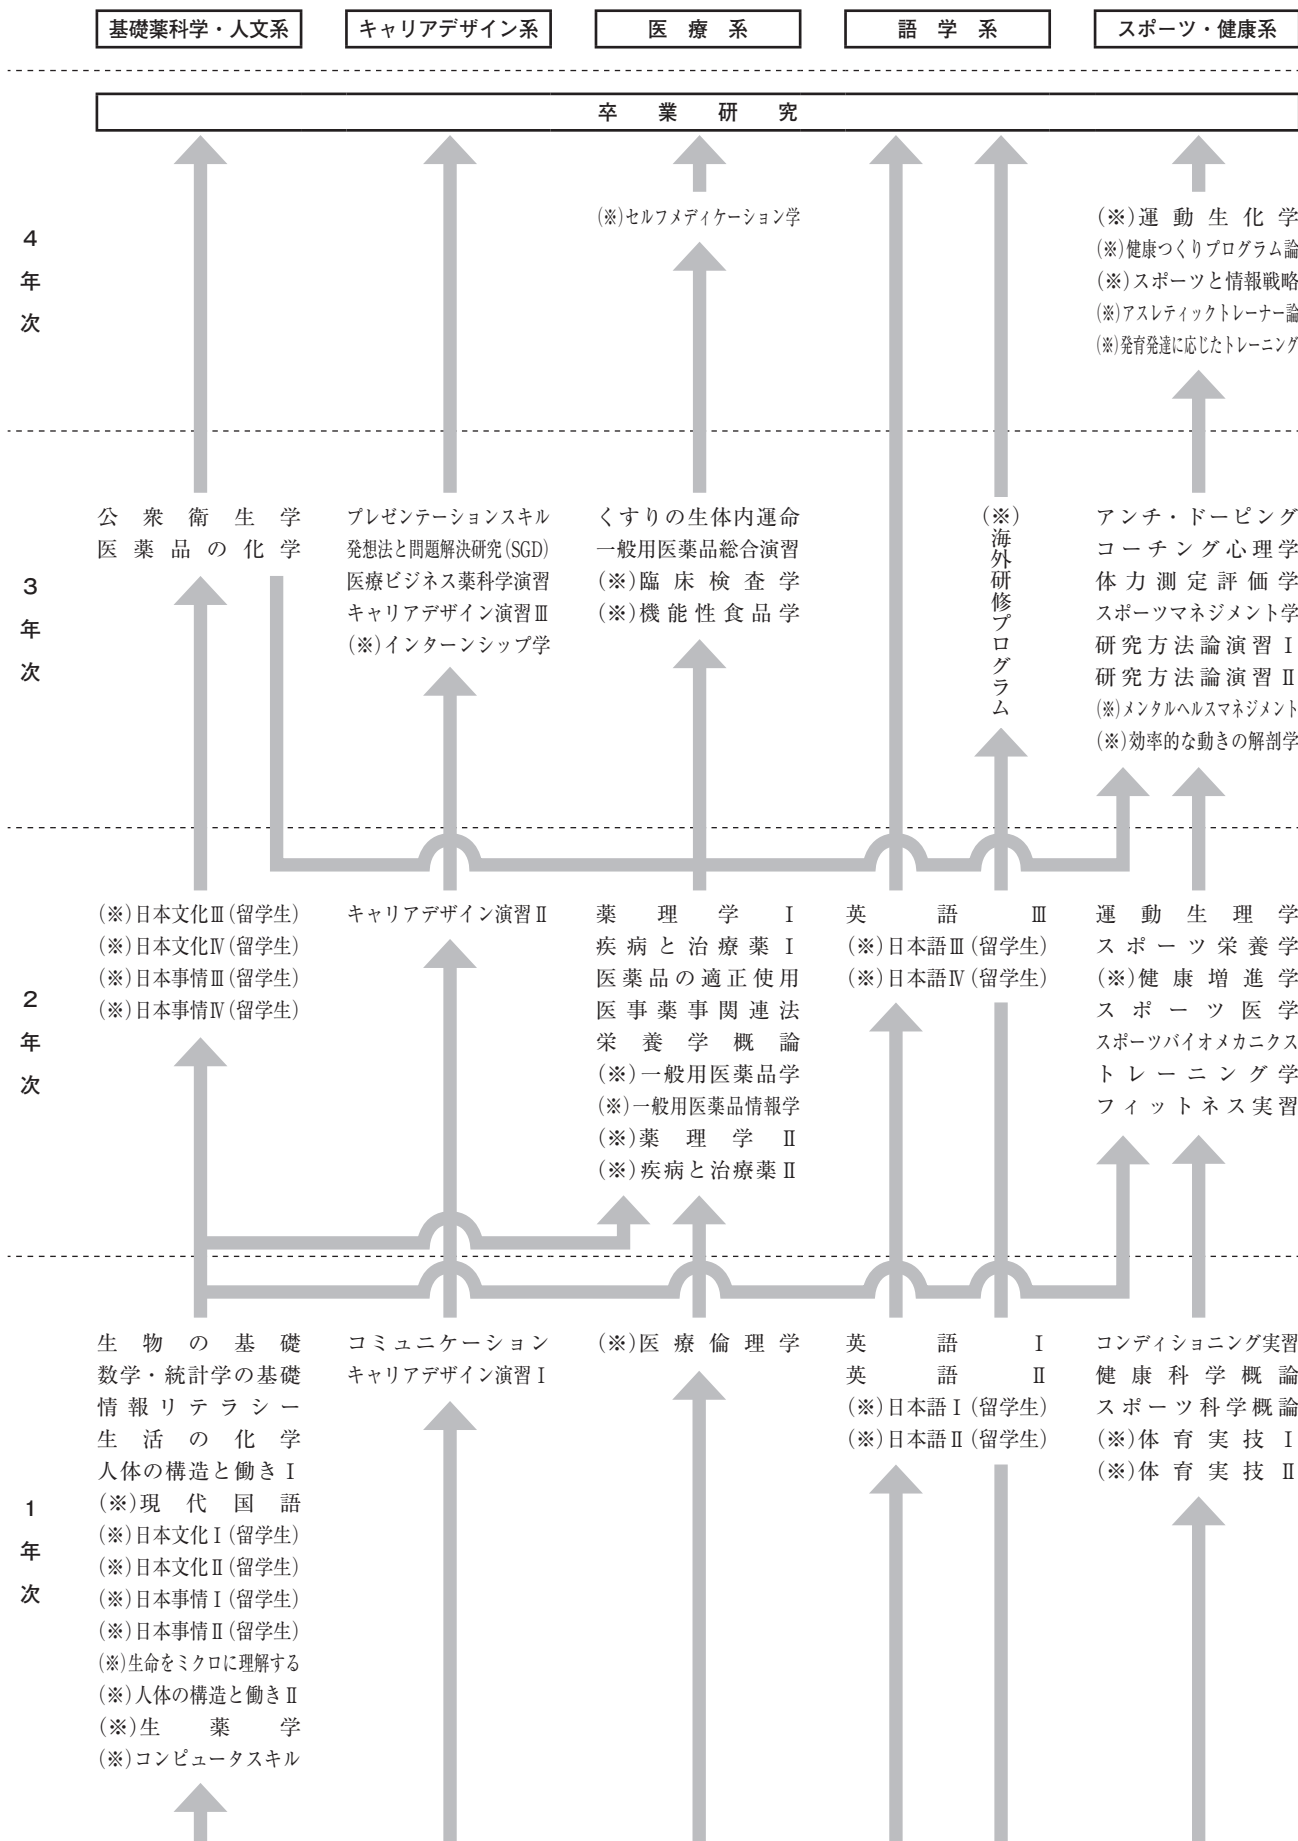 基礎薬科学・人文系
キャリアデザイン系
医療系
語学系
スポーツ・健康系
卒業研究
4年次
(※)セルフメディケーション学
(※)運動生化学
(※)健康つくりプログラム論
(※)スポーツと情報戦略
(※)アスレティックトレーナー論
(※)発育発達に応じたトレーニング
3年次
公衆衛生学
医薬品の化学
プレゼンテーションスキル
発想法と問題解決研究(SGD)
医療ビジネス薬科学演習
キャリアデザイン演習Ⅲ
(※)インターンシップ学
くすりの生体内運命
一般用医薬品総合演習
(※)臨床検査学
(※)機能性食品学
(※)海外研修プログラム
アンチ・ドーピング
コーチング心理学
体力測定評価学
スポーツマネジメント学
研究方法論演習Ⅰ
研究方法論演習Ⅱ
(※)メンタルヘルスマネジメント
(※)効率的な動きの解剖学
2年次
(※)日本文化Ⅲ(留学生)
(※)日本文化Ⅳ(留学生)
(※)日本事情Ⅲ(留学生)
(※)日本事情Ⅳ(留学生)
キャリアデザイン演習Ⅱ
薬理学Ⅰ
疾病と治療薬Ⅰ
医薬品の適正使用
医事薬事関連法
栄養学概論
(※)一般用医薬品学
(※)一般用医薬品情報学
(※)薬理学Ⅱ
(※)疾病と治療薬Ⅱ
英語Ⅲ
(※)日本語Ⅲ(留学生)
(※)日本語Ⅳ(留学生)
運動生理学
スポーツ栄養学
(※)健康増進学
スポーツ医学
スポーツバイオメカニクス
トレーニング学
フィットネス実習
1年次
生物の基礎
数学・統計学の基礎
情報リテラシー
生活の化学
人体の構造と働きⅠ
(※)現代国語
(※)日本文化Ⅰ(留学生)
(※)日本文化Ⅱ(留学生)
(※)日本事情Ⅰ(留学生)
(※)日本事情Ⅱ(留学生)
(※)生命をミクロに理解する
(※)人体の構造と働きⅡ
(※)生薬学
(※)コンピュータスキル
コミュニケーション
キャリアデザイン演習Ⅰ
(※)医療倫理学
英語Ⅰ
英語Ⅱ
(※)日本語Ⅰ(留学生)
(※)日本語Ⅱ(留学生)
コンディショニング実習
健康科学概論
スポーツ科学概論
(※)体育実技Ⅰ
(※)体育実技Ⅱ